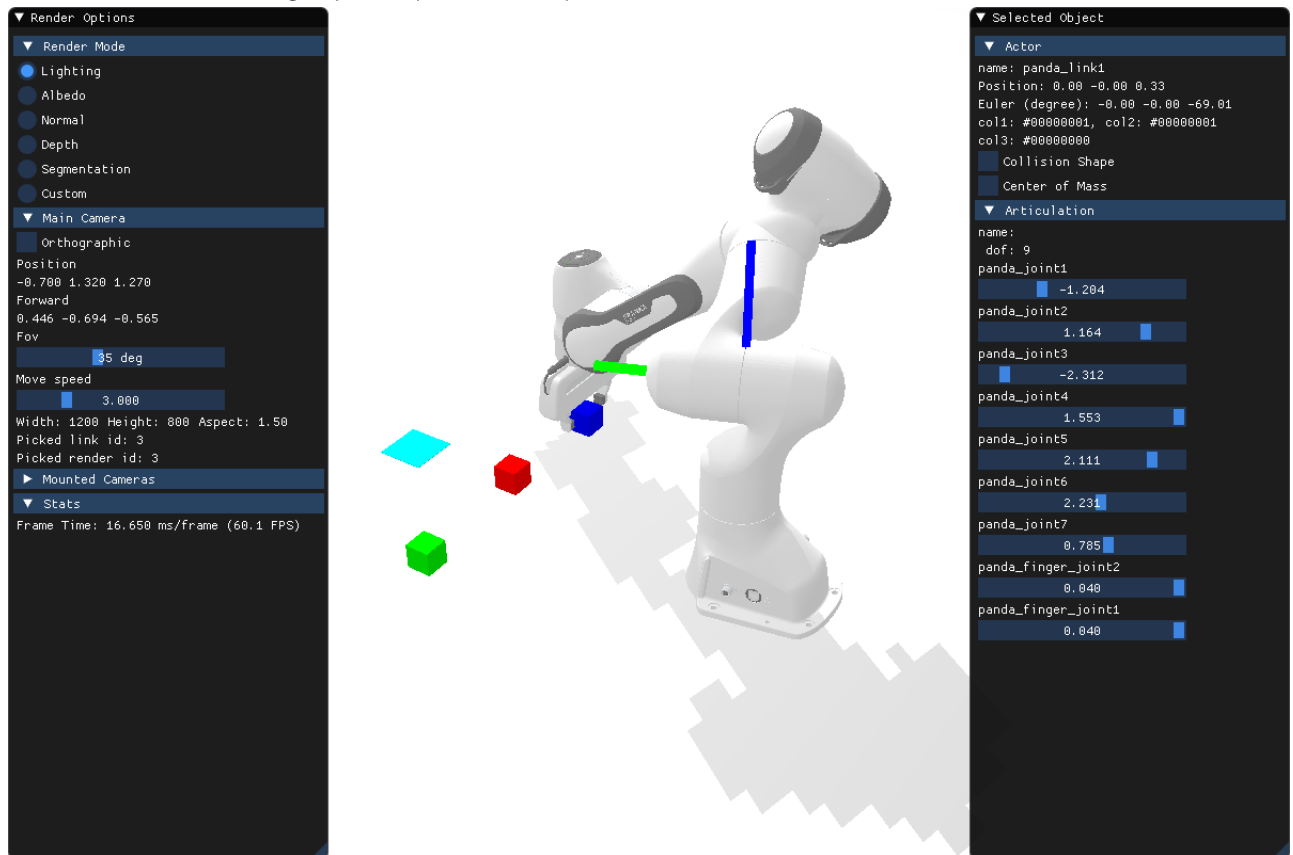 Render Options
Render Mode
Lighting
Albedo
Normal
Depth
Segmentation
Custom
Main Camera
Orthographic
Position
-0.700 1.320 1.270
Forward
0.446 -0.694 -0.565
Fov
35 deg
Move speed
3.000
Width: 1200 Height: 800 Aspect: 1.50
Picked link id: 3
Picked render id: 3
Mounted Cameras
Stats
Frame Time: 16.650 ms/frame (60.1 FPS)
Selected Object
Actor
name: panda_link1
Position: 0.00 -0.00 0.33
Euler (degree): -0.00 -0.00 -69.01
col1: #00000001, col2: #00000001
col3: #00000000
Collision Shape
Center of Mass
Articulation
name:
dof: 9
panda_joint1
-1.204
panda_joint2
1.164
panda_joint3
-2.312
panda_joint4
1.553
panda_joint5
2.111
panda_joint6
2.231
panda_joint7
0.785
panda_finger_joint2
0.040
panda_finger_joint1
0.040